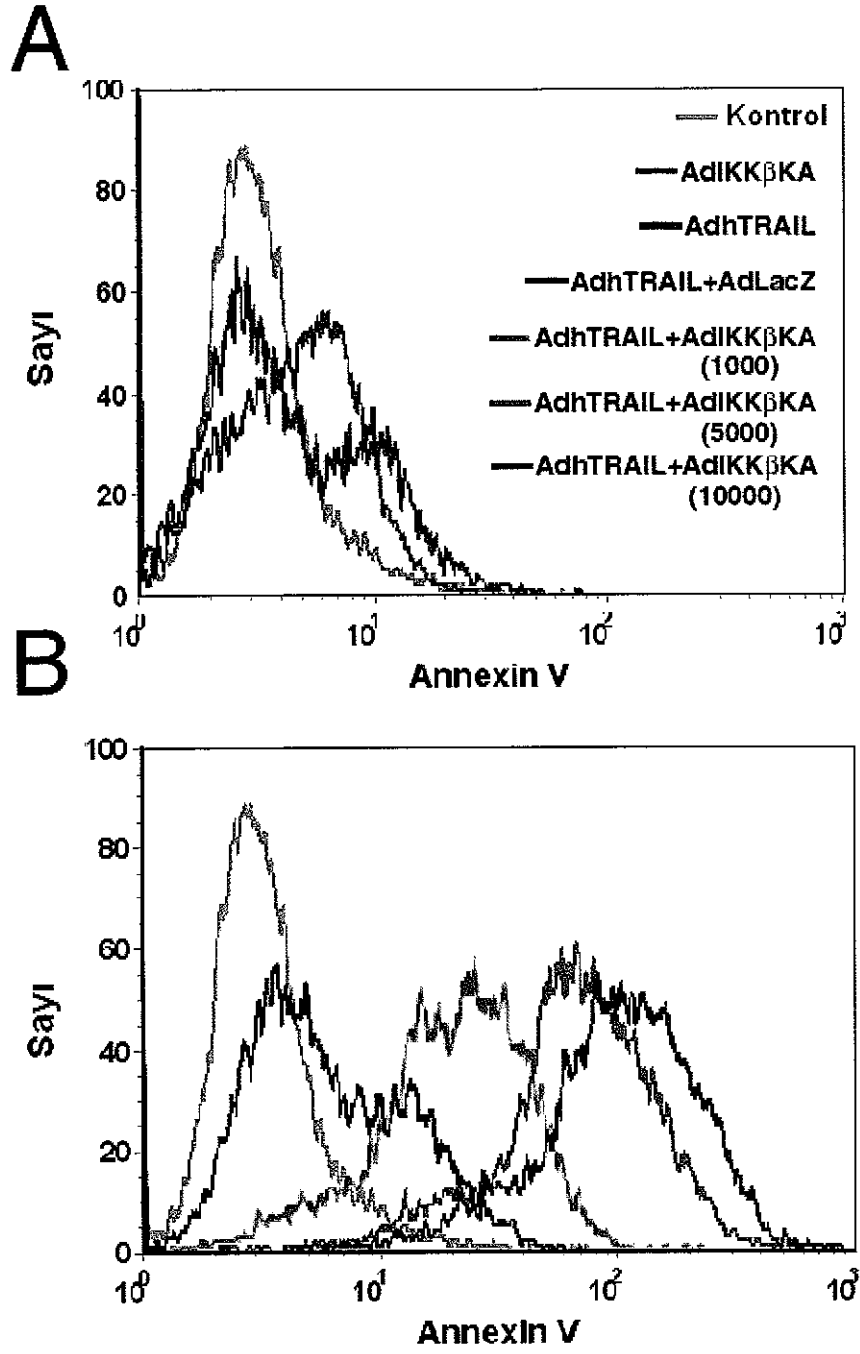 A
100
80
60
40
20
0
Sayı
Kontrol
AdIKKβKA
AdhTRAIL
AdhTRAIL+AdLacZ
AdhTRAIL+AdIKKβKA
(1000)
AdhTRAIL+AdIKKβKA
(5000)
AdhTRAIL+AdIKKβKA
(10000)
10⁰ 10¹ 10² 10³
Annexin V
B
100
80
60
40
20
0
Sayı
10⁰ 10¹ 10² 10³
Annexin V